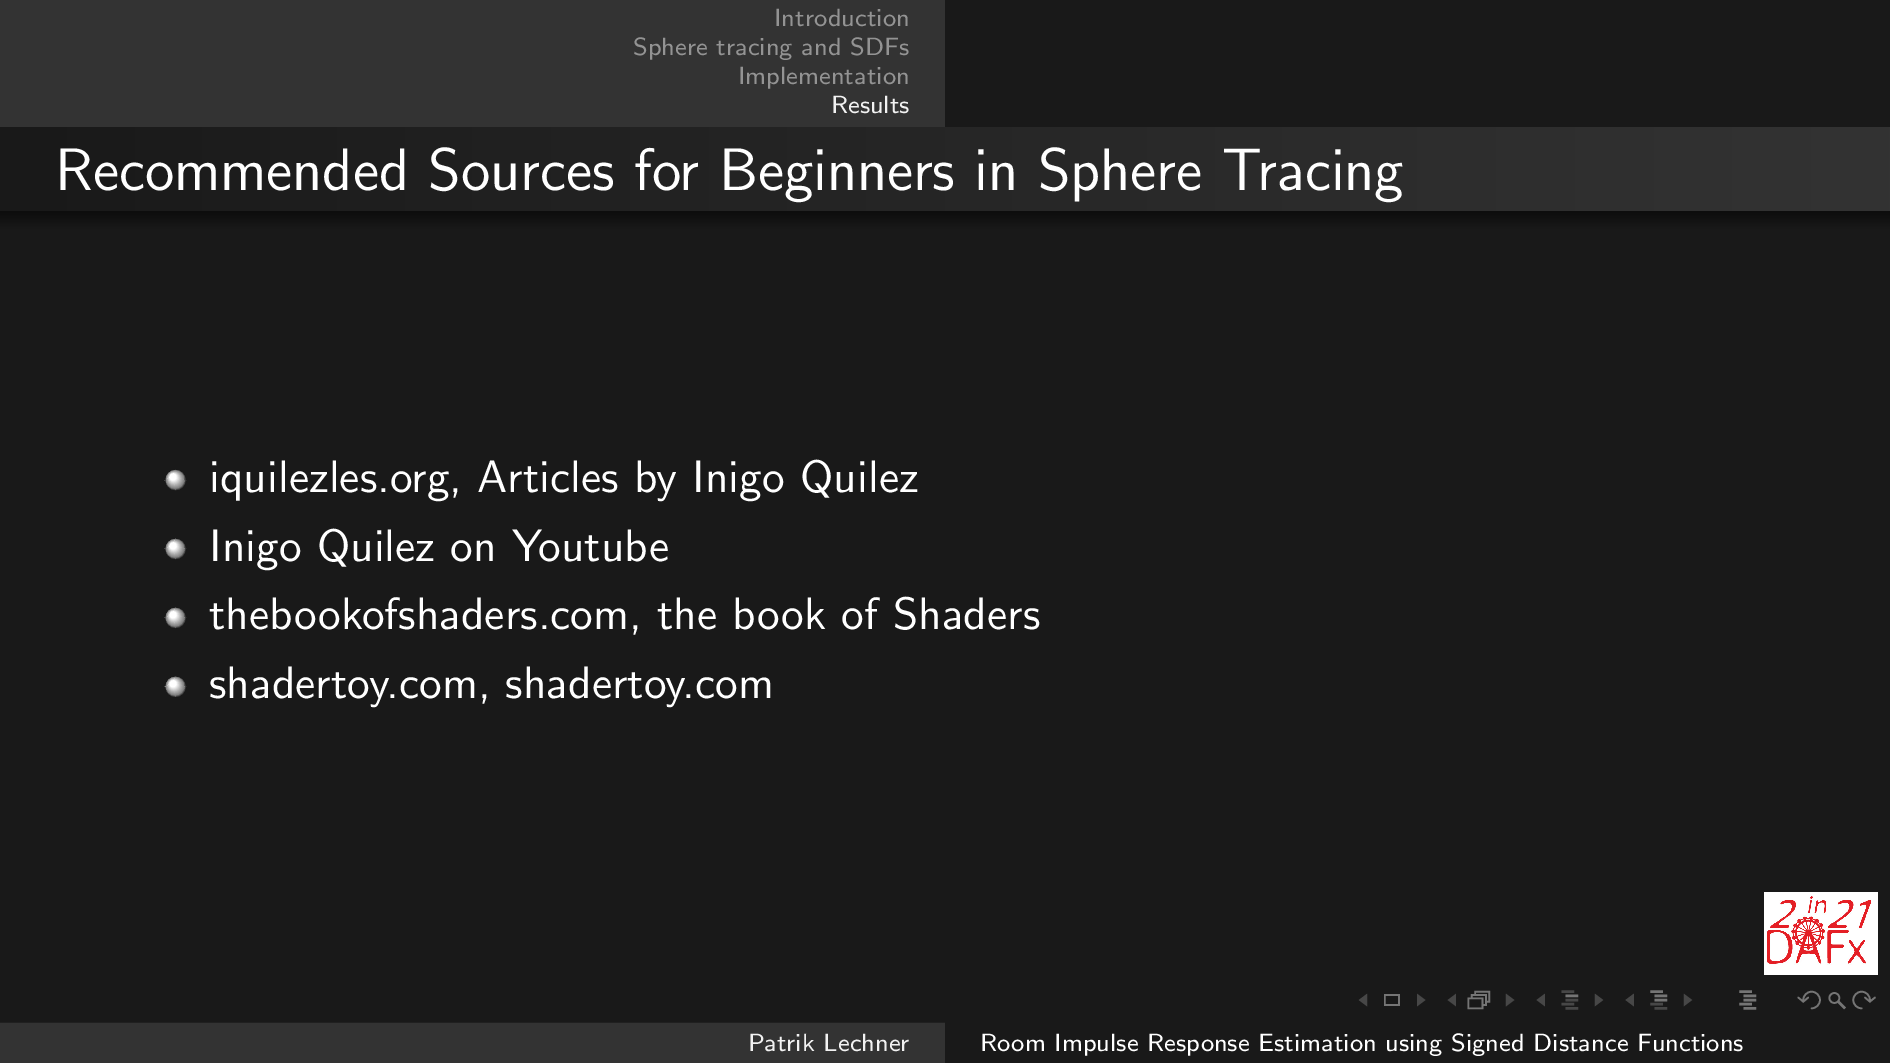 Introduction
Sphere tracing and SDFs
Implementation
Results
Recommended Sources for Beginners in Sphere Tracing
iquilezles.org, Articles by Inigo Quilez
Inigo Quilez on Youtube
thebookofshaders.com, the book of Shaders
shadertoy.com, shadertoy.com
2 in 21
DAFx
Patrik Lechner
Room Impulse Response Estimation using Signed Distance Functions